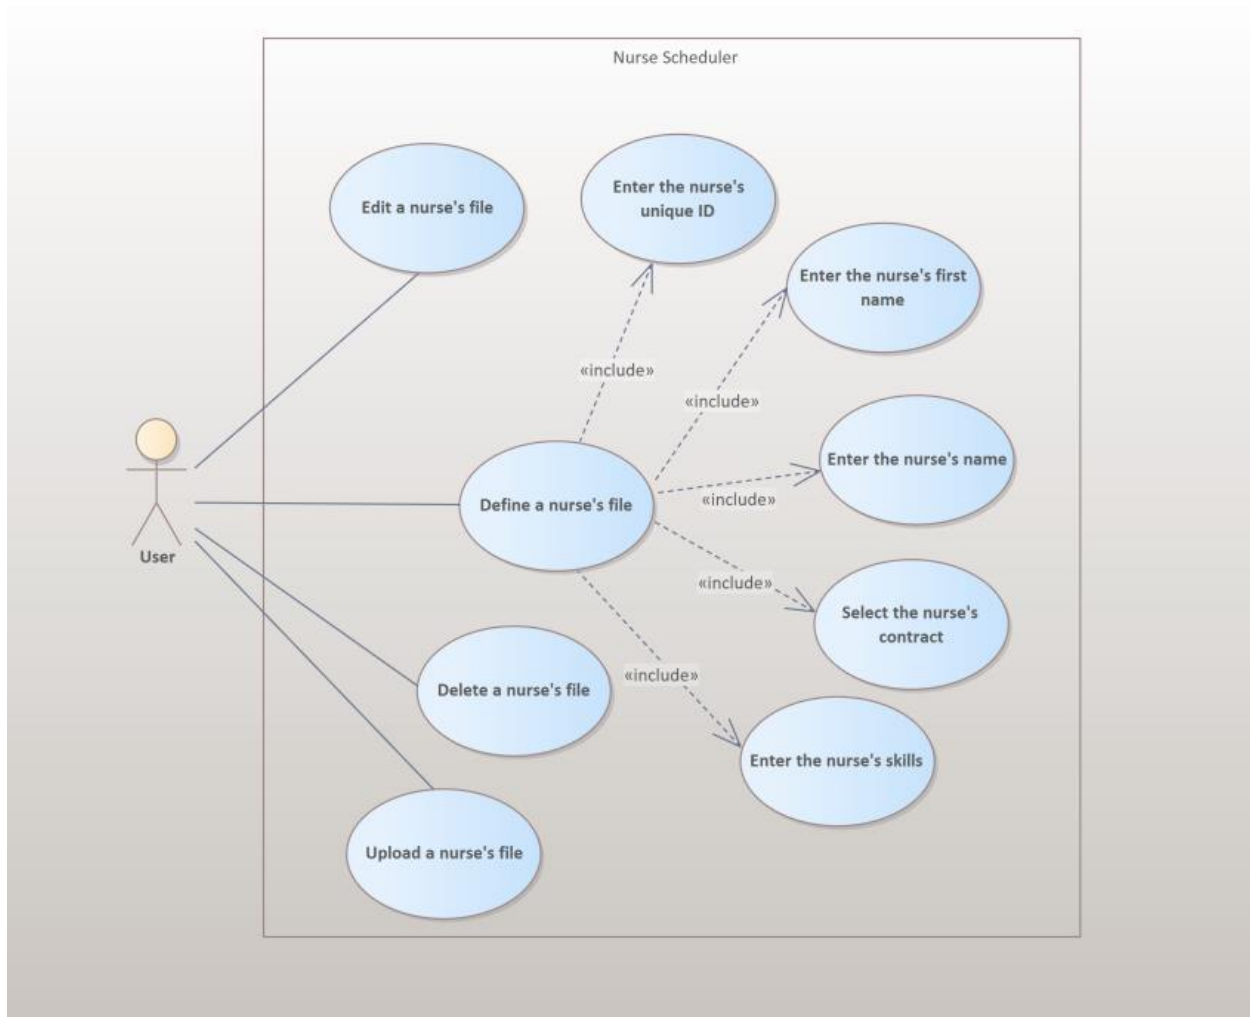 Nurse Scheduler
Edit a nurse's file
Enter the nurse's
unique ID
Enter the nurse's first
name
«include»
«include»
Enter the nurse's name
«include»
Define a nurse's file
User
«include»
Select the nurse's
contract
«include»
Delete a nurse's file
Enter the nurse's skills
Upload a nurse's file